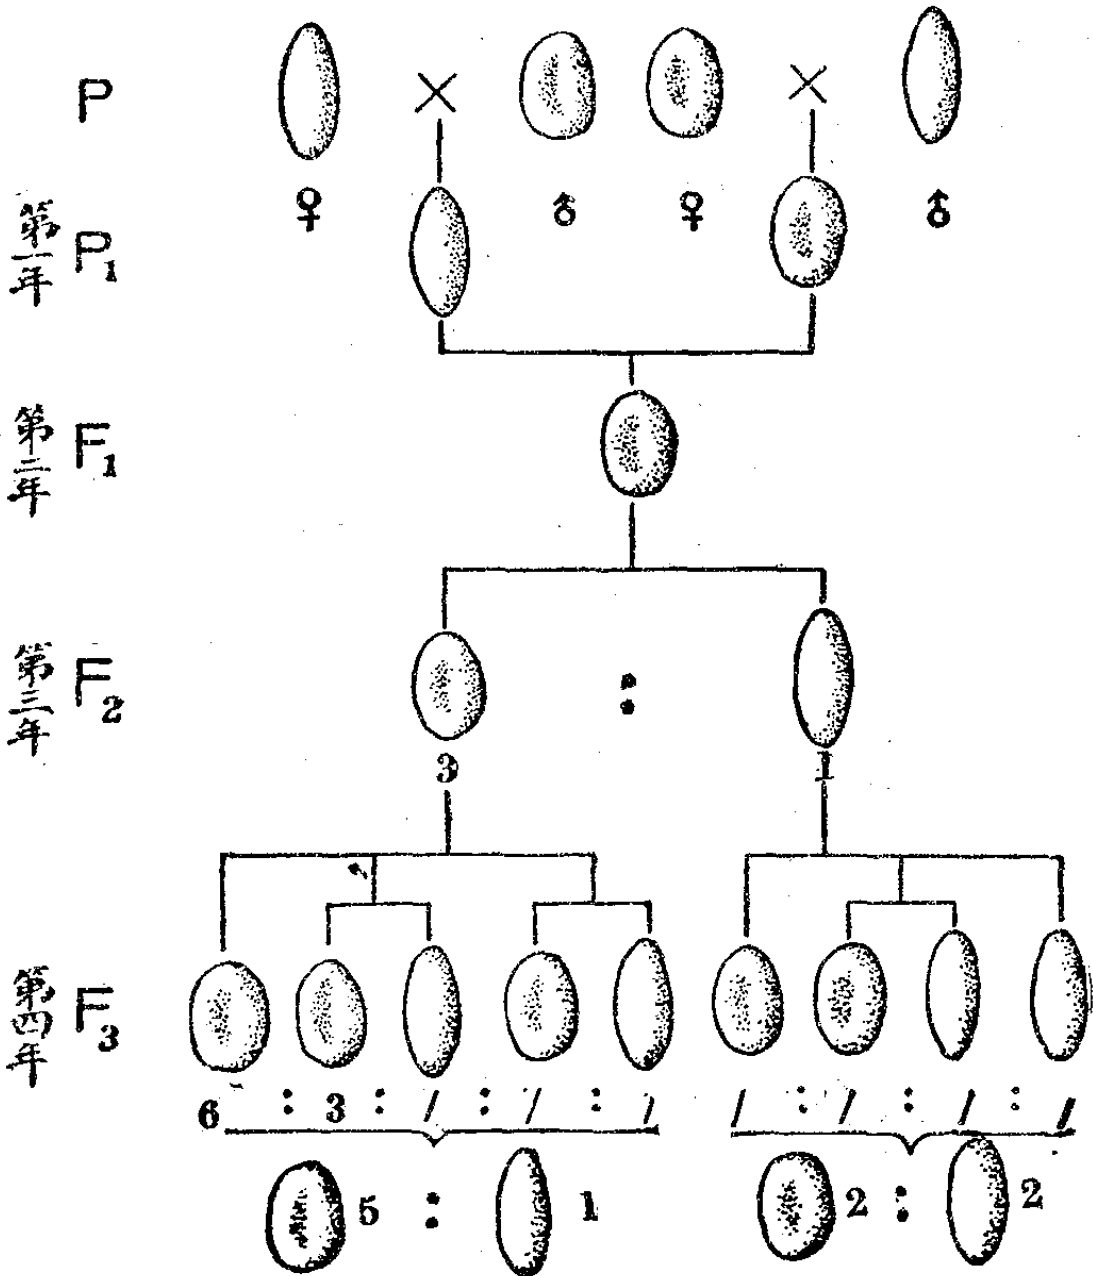 P × ×
♀ ♂ ♀ ♂
第一年 P1
第二年 F1
第三年 F2 :
3 1
第四年 F3
6 : 3 : 1 : 1 : 1 1 : 1 : 1 : 1
5 : 1 2 : 2